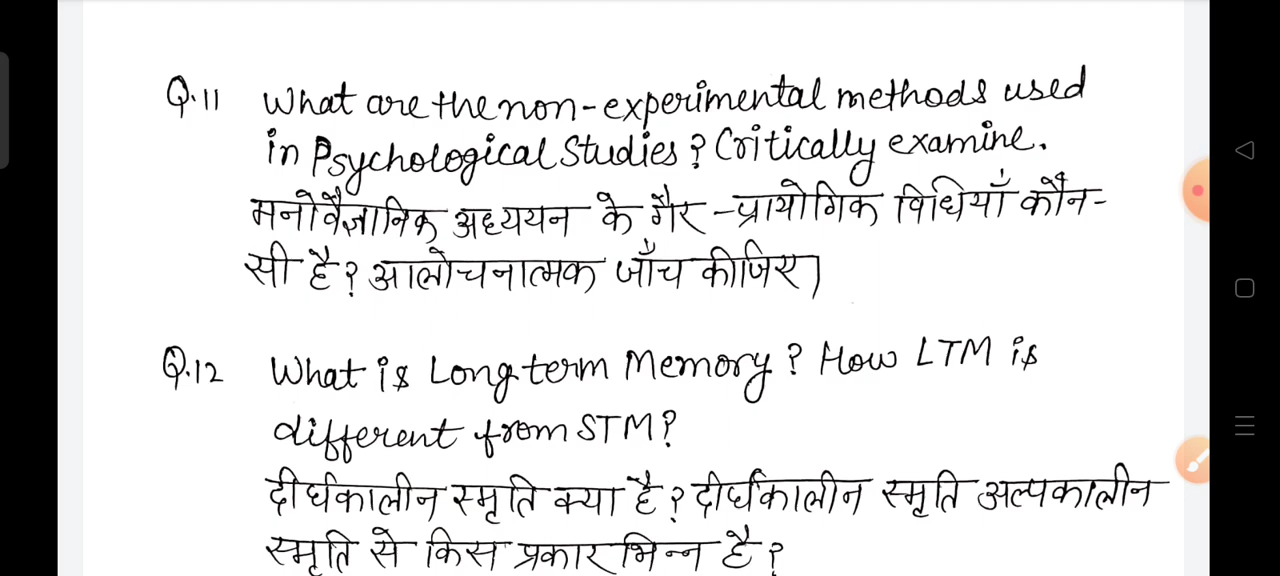 Q.11 What are the non-experimental methods used
in Psychological Studies? Critically examine.
मनोवैज्ञानिक अध्ययन के गैर-प्रायोगिक विधियाँ कौन-
सी है? आलोचनात्मक जाँच कीजिए।
Q.12 What is Long term Memory? How LTM is
different from STM?
दीर्घकालीन स्मृति क्या है? दीर्घकालीन स्मृति अल्पकालीन
स्मृति से किस प्रकार भिन्न है?